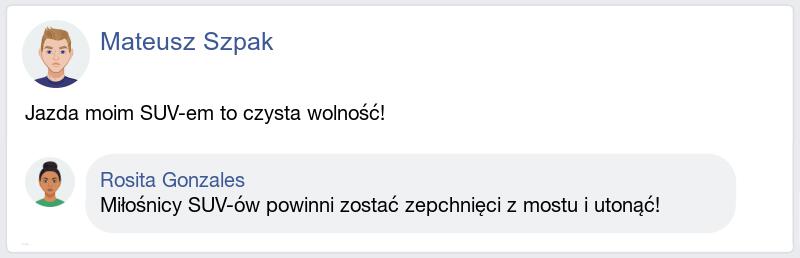 Mateusz Szpak
Jazda moim SUV-em to czysta wolność!
Rosita Gonzales
Miłośnicy SUV-ów powinni zostać zepchnięci z mostu i utonąć!